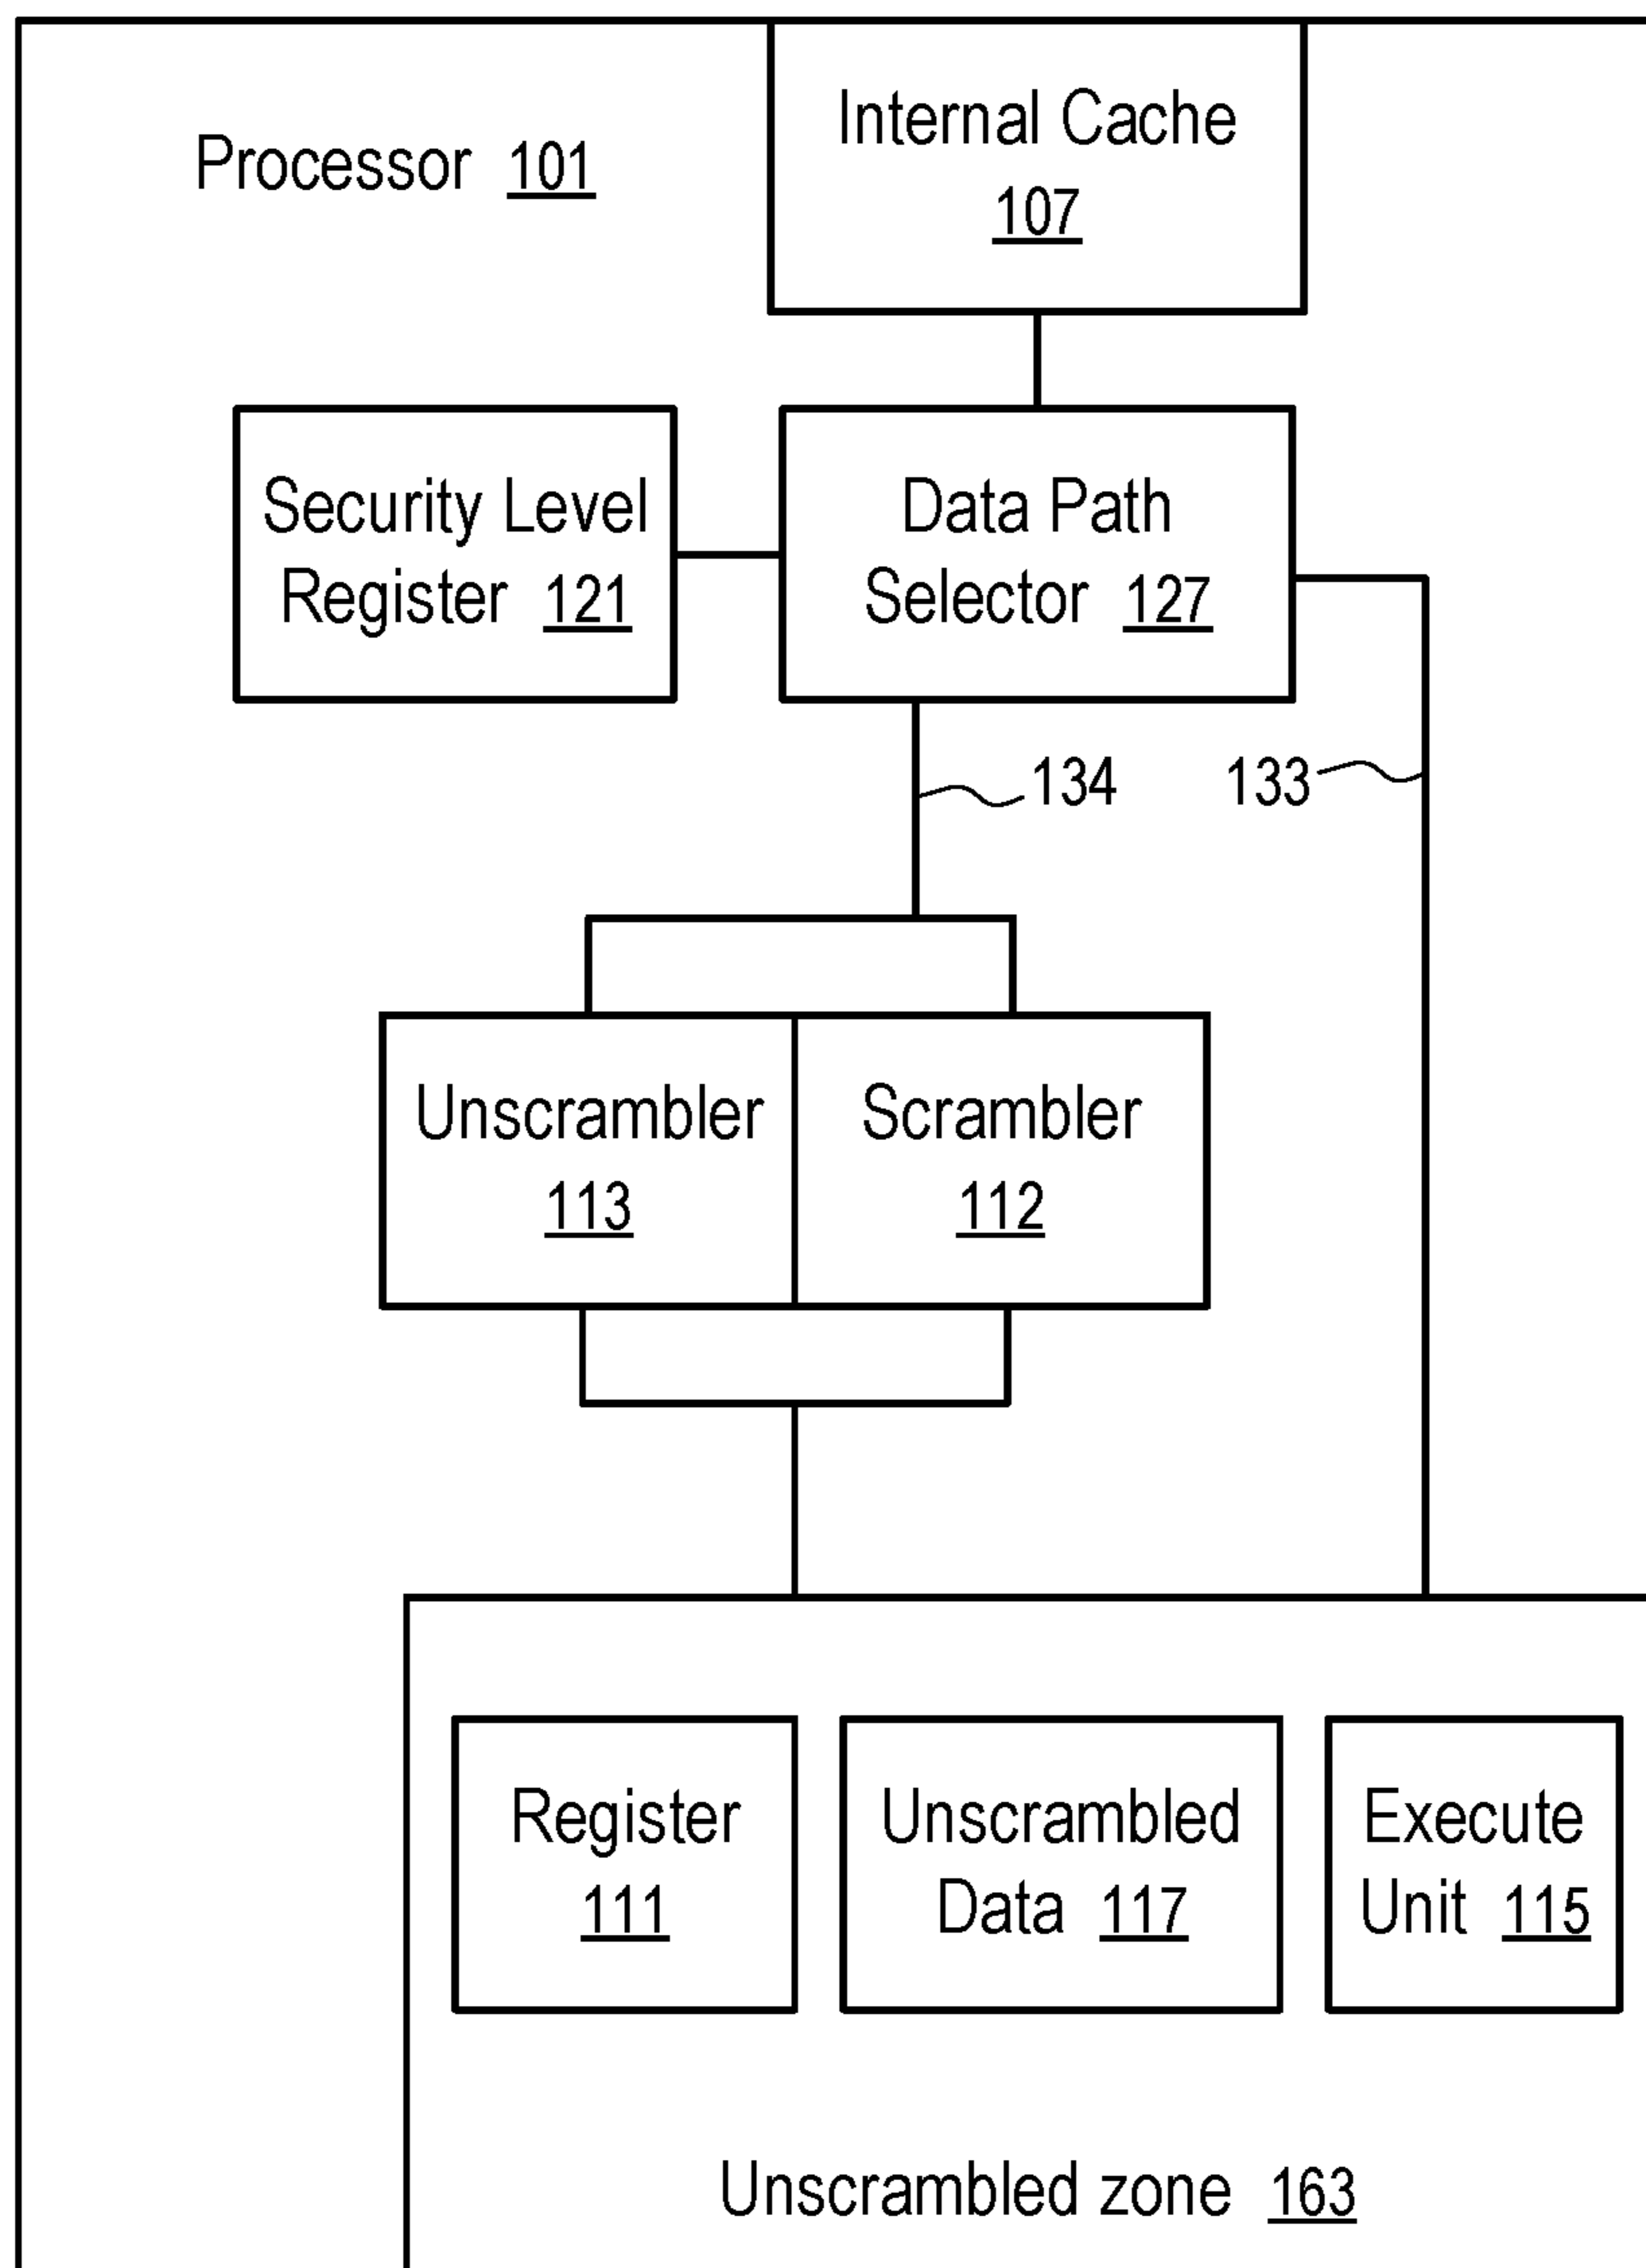 Processor 101
Internal Cache
107
Security Level
Register 121
Data Path
Selector 127
134
133
Unscrambler
113
Scrambler
112
Register
111
Unscrambled
Data 117
Execute
Unit 115
Unscrambled zone 163